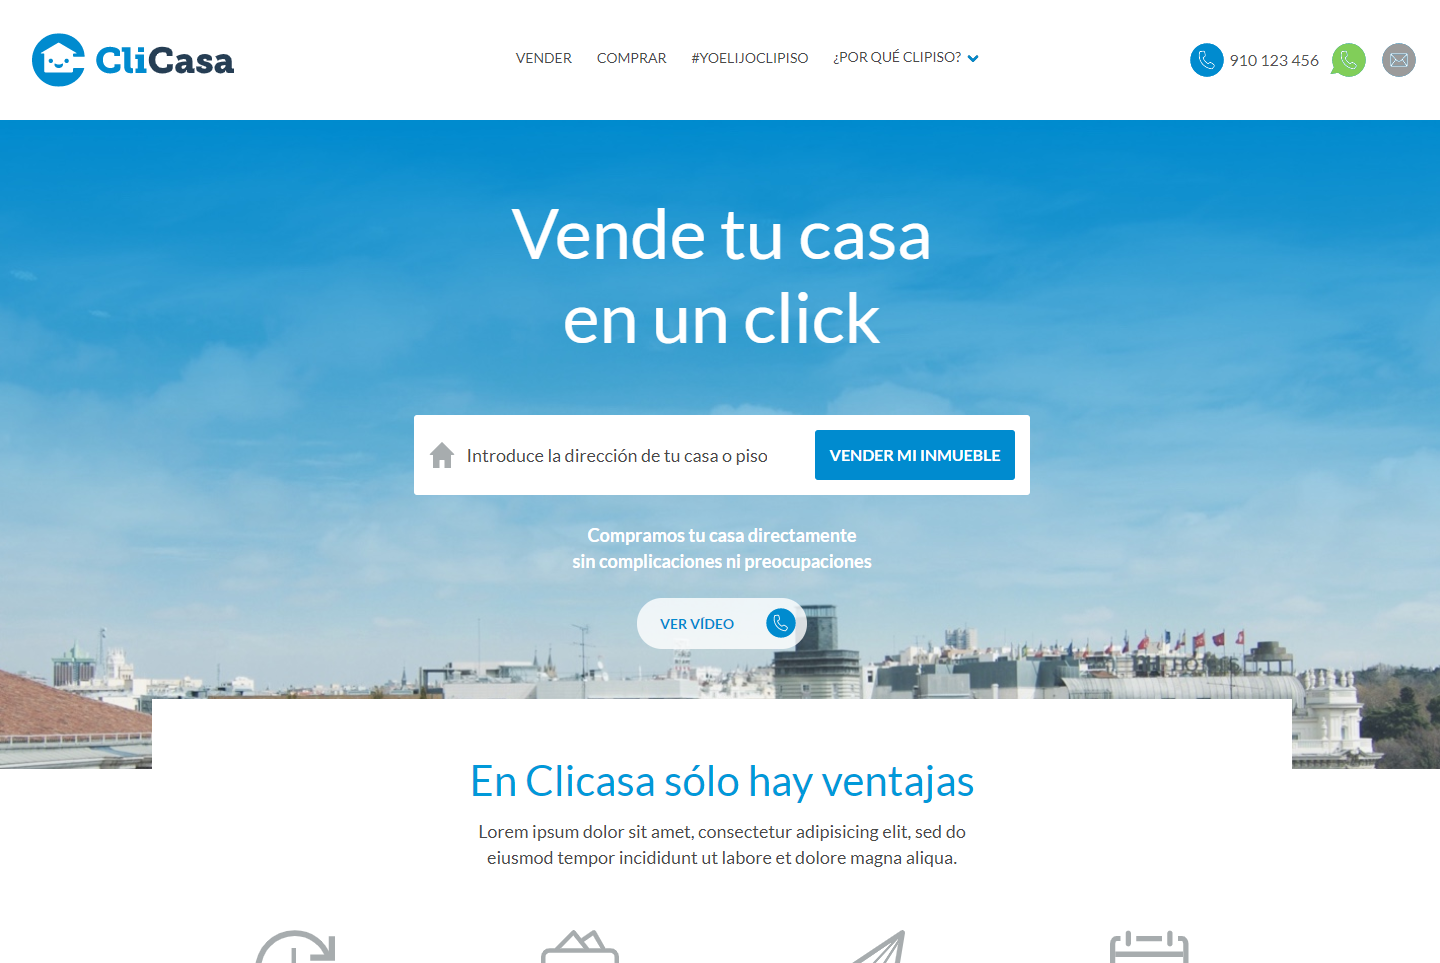 CliCasa
VENDER
COMPRAR
#YOELIJOCLIPISO
¿POR QUÉ CLIPISO?
910 123 456
Vende tu casa
en un click
Introduce la dirección de tu casa o piso
VENDER MI INMUEBLE
Compramos tu casa directamente
sin complicaciones ni preocupaciones
VER VÍDEO
En Clicasa sólo hay ventajas
Lorem ipsum dolor sit amet, consectetur adipisicing elit, sed do
eiusmod tempor incididunt ut labore et dolore magna aliqua.